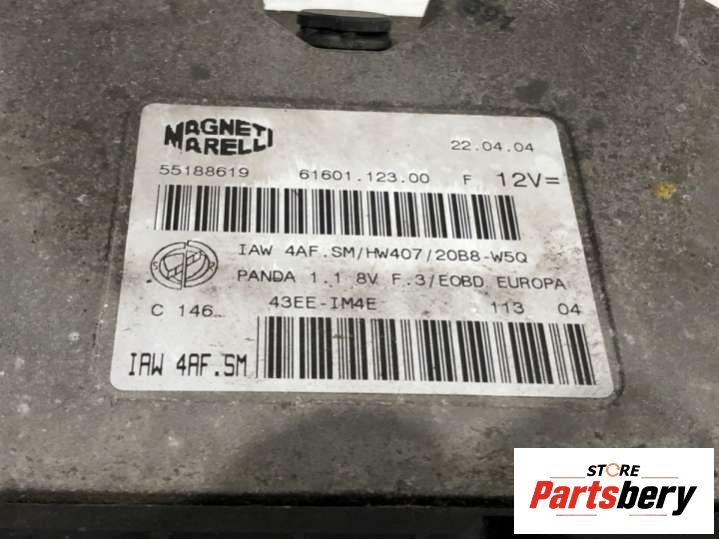 MAGNETI
MARELLI
22.04.04
55188619 61601.123.00 F 12V=
IAW 4AF.SM/HW407/20B8-W5Q
PANDA 1.1 8V F.3/EOBD EUROPA
C 146 43EE-IM4E 113 04
IAW 4AF.SM
STORE
Partsbery